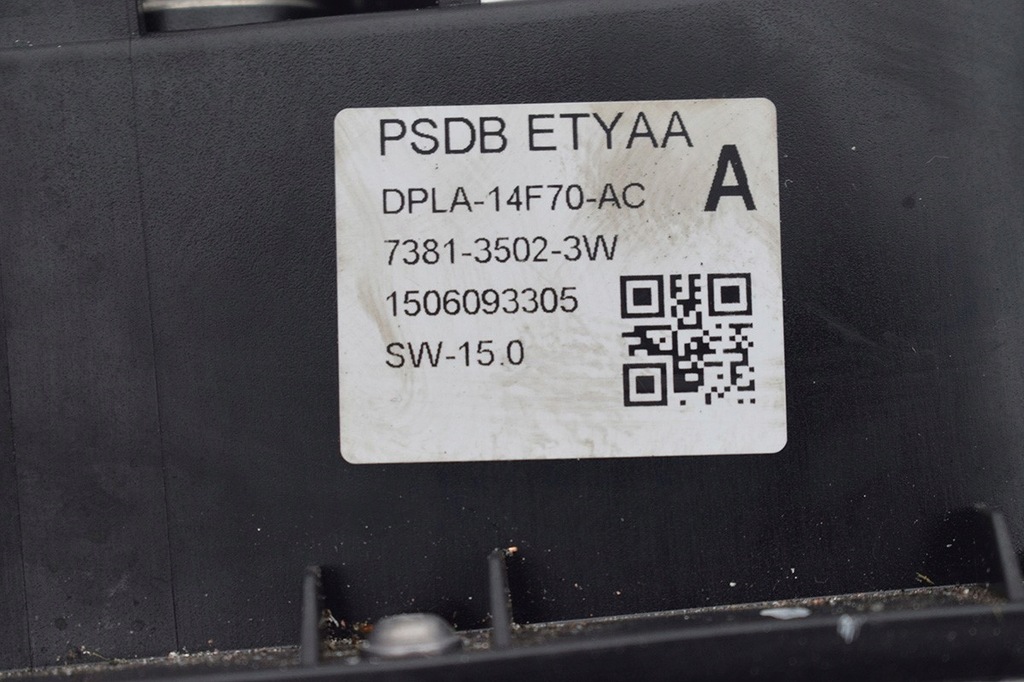 PSDB ETYAA
A
DPLA-14F70-AC
7381-3502-3W
1506093305
SW-15.0